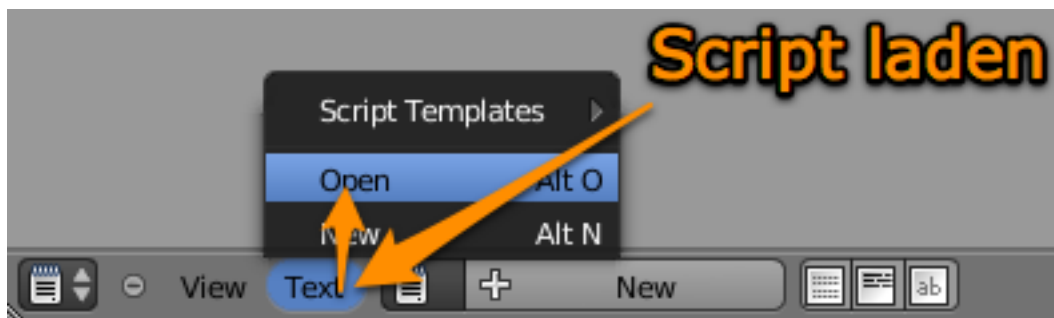 Script laden
Script Templates
Open Alt O
New Alt N
View Text New
ab